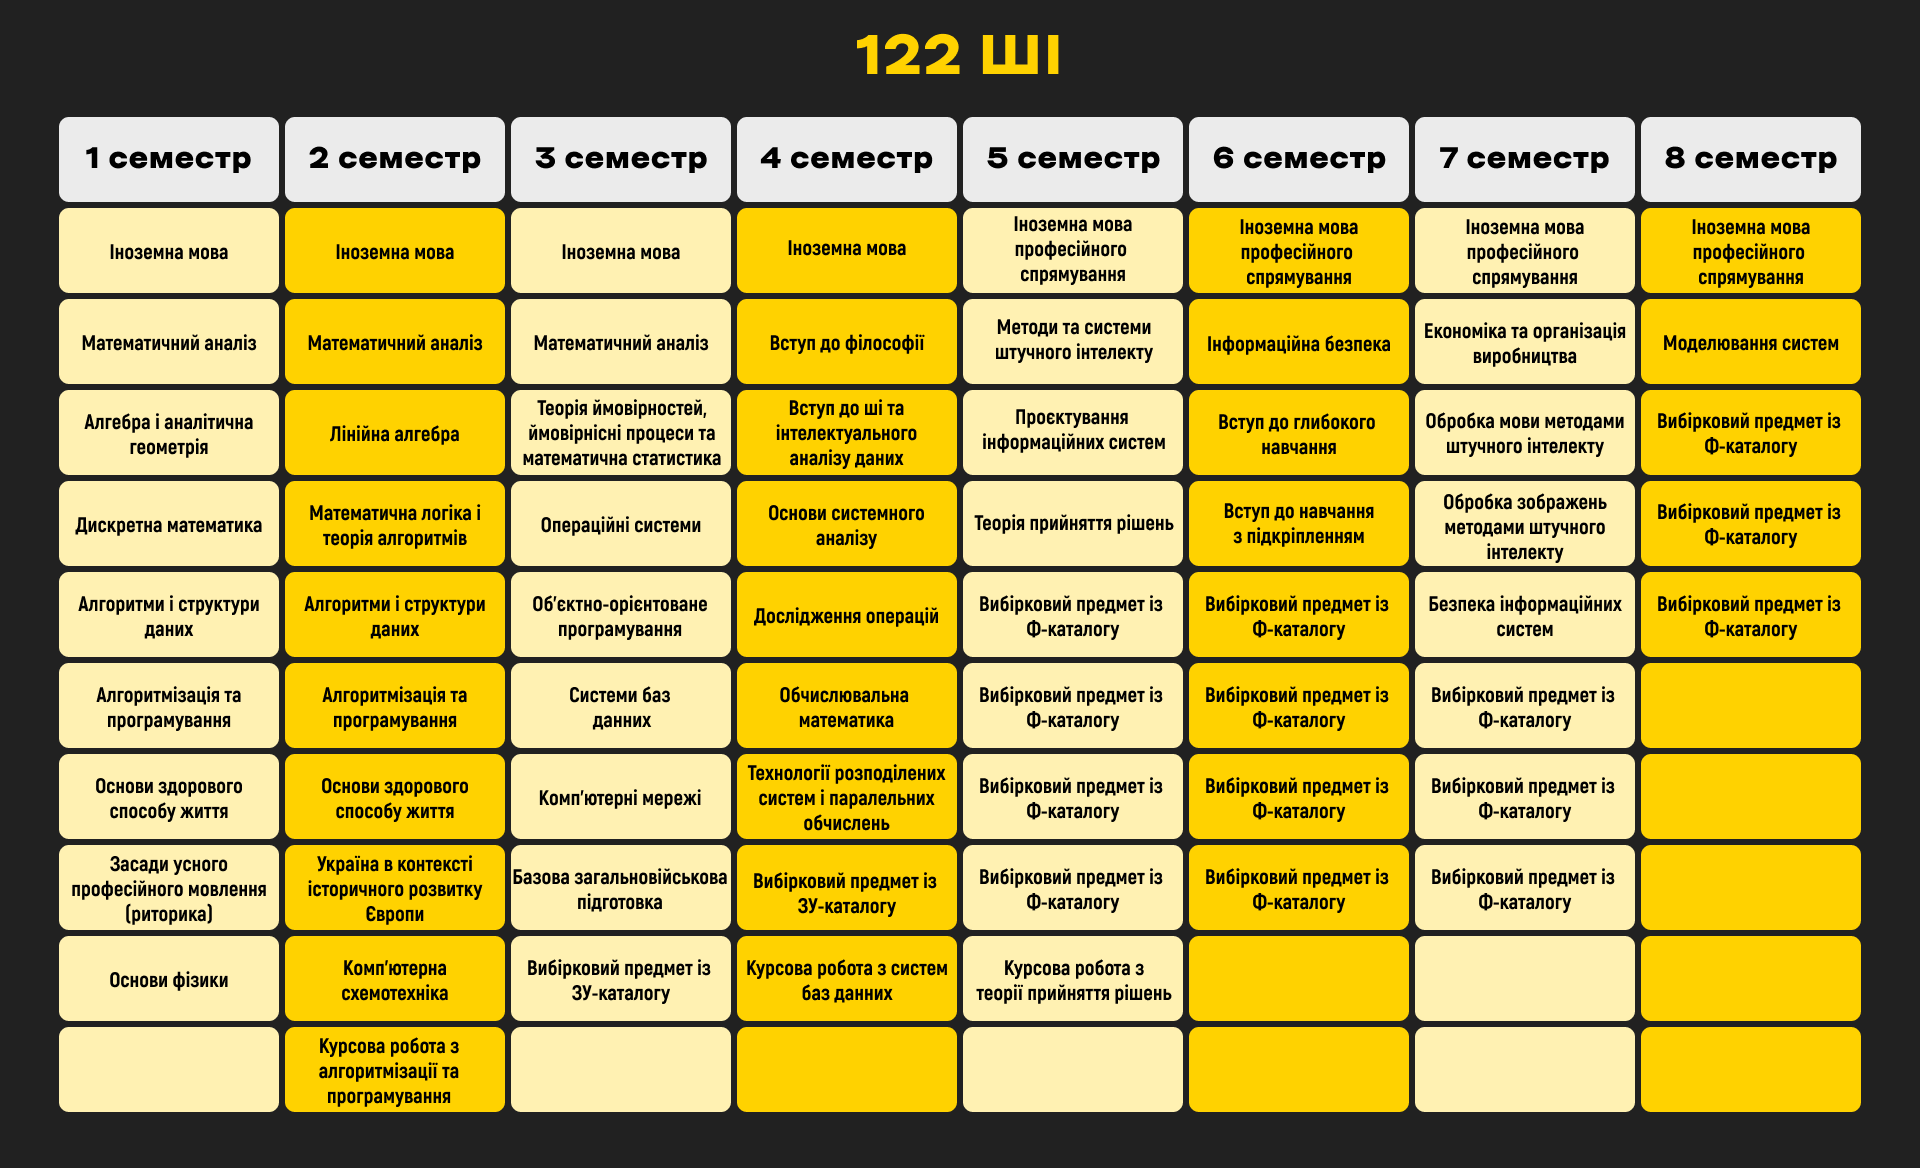 122 ШІ
1 семестр
2 семестр
3 семестр
4 семестр
5 семестр
6 семестр
7 семестр
8 семестр
Іноземна мова
Іноземна мова
Іноземна мова
Іноземна мова
Іноземна мова
професійного
спрямування
Іноземна мова
професійного
спрямування
Іноземна мова
професійного
спрямування
Іноземна мова
професійного
спрямування
Математичний аналіз
Математичний аналіз
Математичний аналіз
Вступ до філософії
Методи та системи
штучного інтелекту
Інформаційна безпека
Економіка та організація
виробництва
Моделювання систем
Алгебра і аналітична
геометрія
Лінійна алгебра
Теорія ймовірностей,
ймовірнісні процеси та
математична статистика
Вступ до ші та
інтелектуального
аналізу даних
Проєктування
інформаційних систем
Вступ до глибокого
навчання
Обробка мови методами
штучного інтелекту
Вибірковий предмет із
Ф-каталогу
Дискретна математика
Математична логіка і
теорія алгоритмів
Операційні системи
Основи системного
аналізу
Теорія прийняття рішень
Вступ до навчання
з підкріпленням
Обробка зображень
методами штучного
інтелекту
Вибірковий предмет із
Ф-каталогу
Алгоритми і структури
даних
Алгоритми і структури
даних
Об'єктно-орієнтоване
програмування
Дослідження операцій
Вибірковий предмет із
Ф-каталогу
Вибірковий предмет із
Ф-каталогу
Безпека інформаційних
систем
Вибірковий предмет із
Ф-каталогу
Алгоритмізація та
програмування
Алгоритмізація та
програмування
Системи баз
данних
Обчислювальна
математика
Вибірковий предмет із
Ф-каталогу
Вибірковий предмет із
Ф-каталогу
Вибірковий предмет із
Ф-каталогу
Основи здорового
способу життя
Основи здорового
способу життя
Комп'ютерні мережі
Технології розподілених
систем і паралельних
обчислень
Вибірковий предмет із
Ф-каталогу
Вибірковий предмет із
Ф-каталогу
Вибірковий предмет із
Ф-каталогу
Засади усного
професійного мовлення
(риторика)
Україна в контексті
історичного розвитку
Європи
Базова загальновійськова
підготовка
Вибірковий предмет із
ЗУ-каталогу
Вибірковий предмет із
Ф-каталогу
Вибірковий предмет із
Ф-каталогу
Вибірковий предмет із
Ф-каталогу
Основи фізики
Комп'ютерна
схемотехніка
Вибірковий предмет із
ЗУ-каталогу
Курсова робота з систем
баз данних
Курсова робота з
теорії прийняття рішень
Курсова робота з
алгоритмізації та
програмування